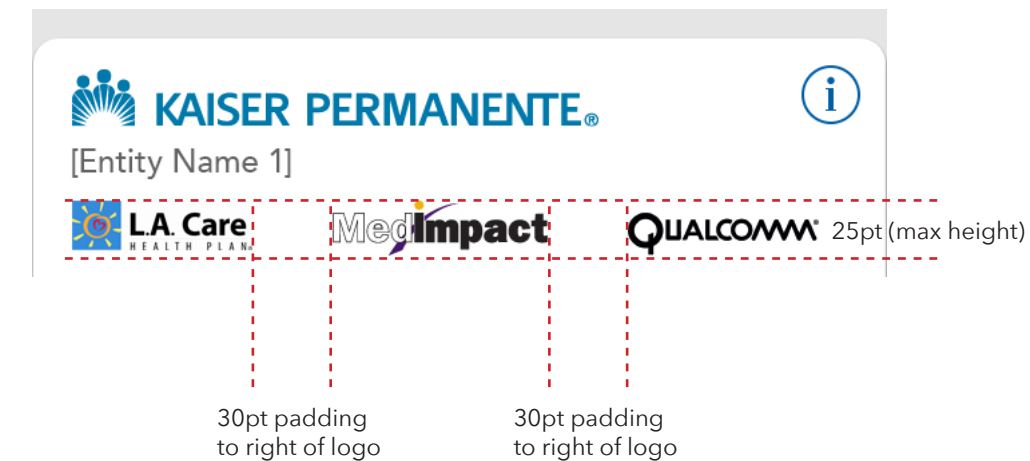 KAISER PERMANENTE®
i
[Entity Name 1]
L.A. Care
HEALTH PLAN®
MedImpact
QUALCOMM®
25pt (max height)
30pt padding
to right of logo
30pt padding
to right of logo